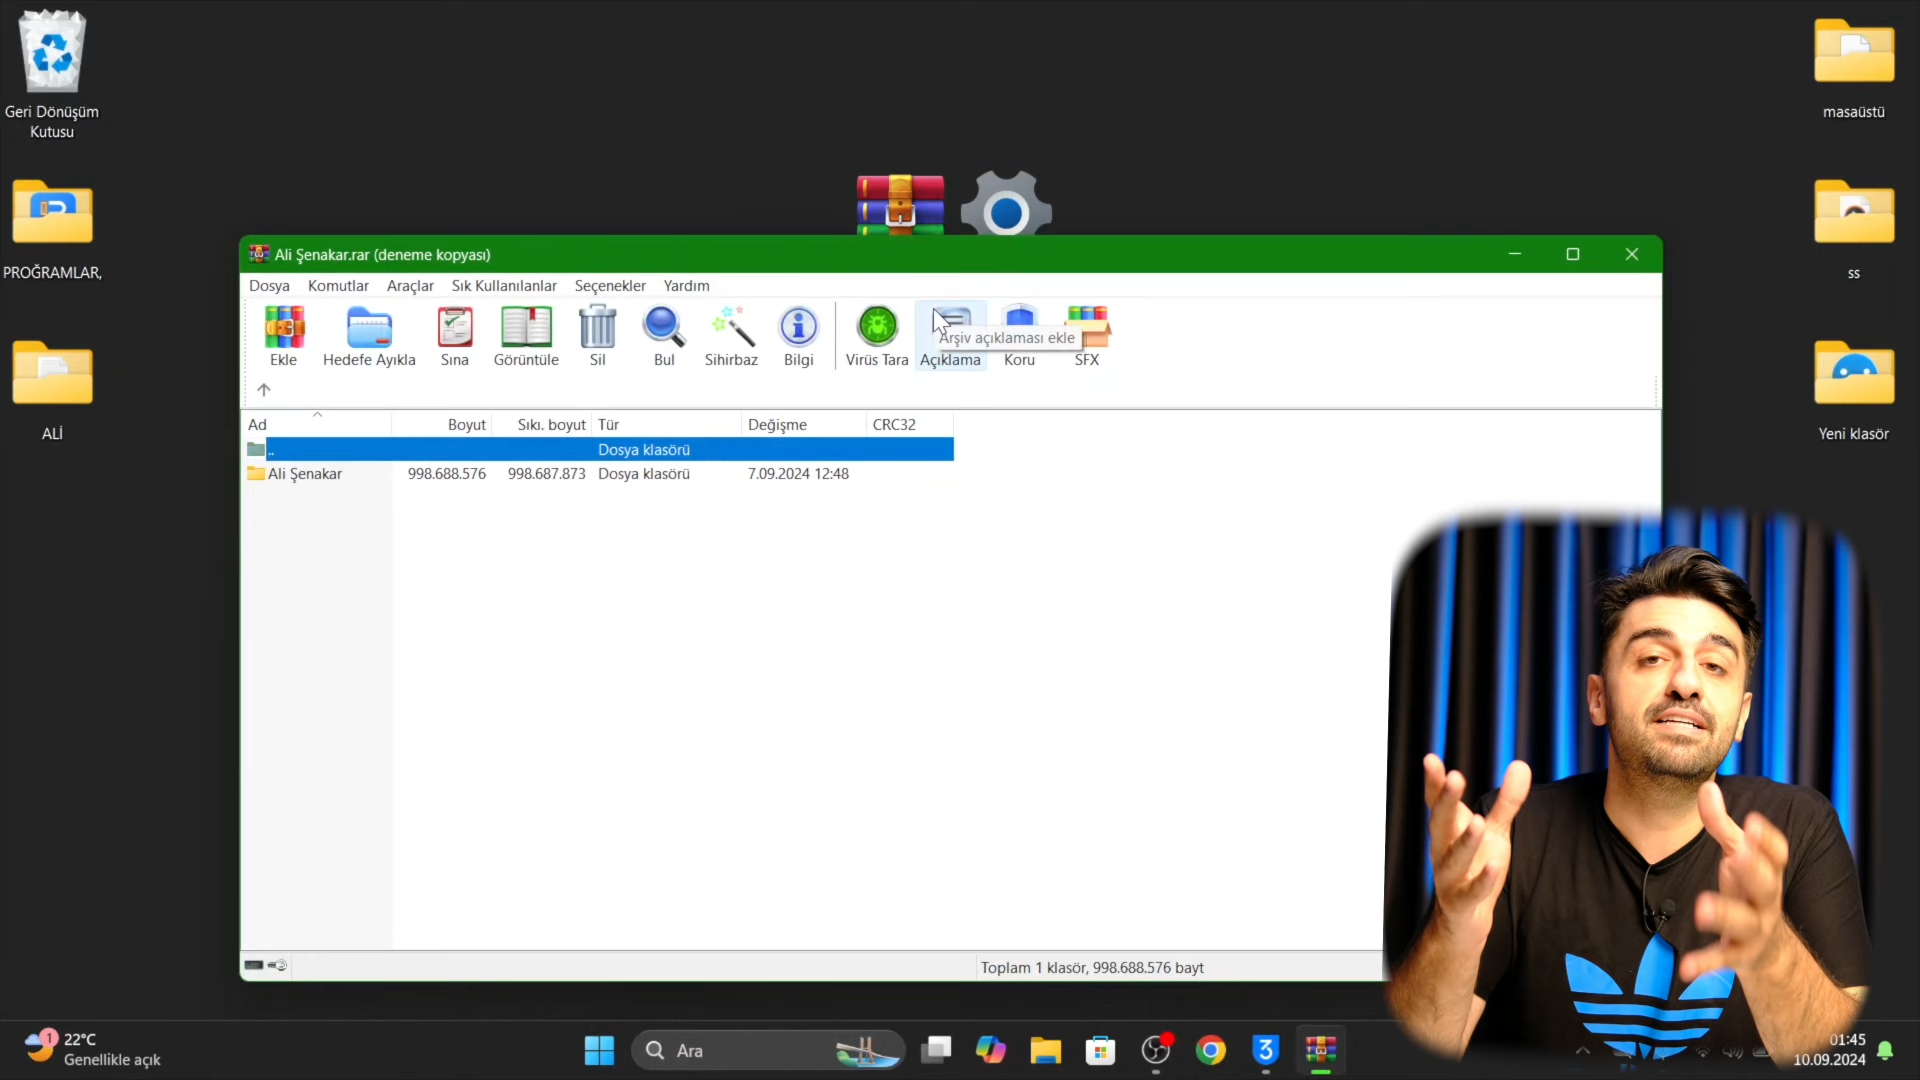 Geri Dönüşüm
Kutusu
PROĞRAMLAR,
ALİ
masaüstü
ss
Yeni klasör
Ali Şenakar.rar (deneme kopyası)
Dosya Komutlar Araçlar Sık Kullanılanlar Seçenekler Yardım
Ekle Hedefe Ayıkla Sına Görüntüle Sil Bul Sihirbaz Bilgi Virüs Tara Açıklama Koru SFX
Arşiv açıklaması ekle
Ad Boyut Sıkı. boyut Tür Değişme CRC32
.. Dosya klasörü
Ali Şenakar 998.688.576 998.687.873 Dosya klasörü 7.09.2024 12:48
Toplam 1 klasör, 998.688.576 bayt
1
22°C
Genellikle açık
Ara
3
01:45
10.09.2024